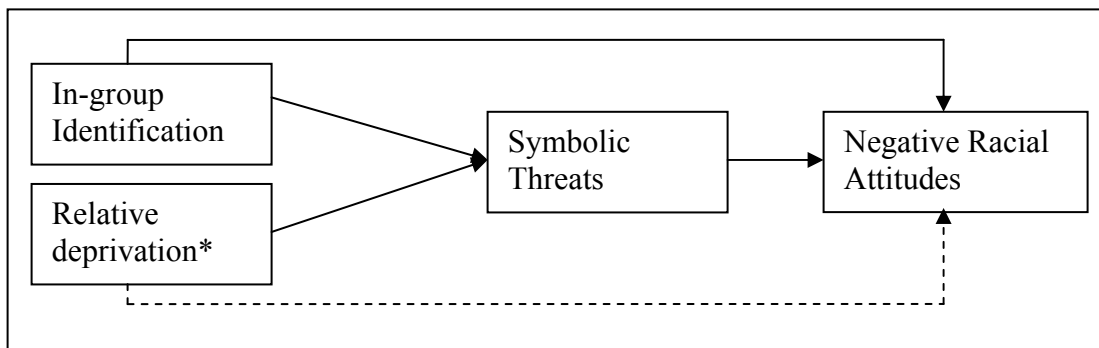 In-group
Identification
Relative
deprivation*
Symbolic
Threats
Negative Racial
Attitudes